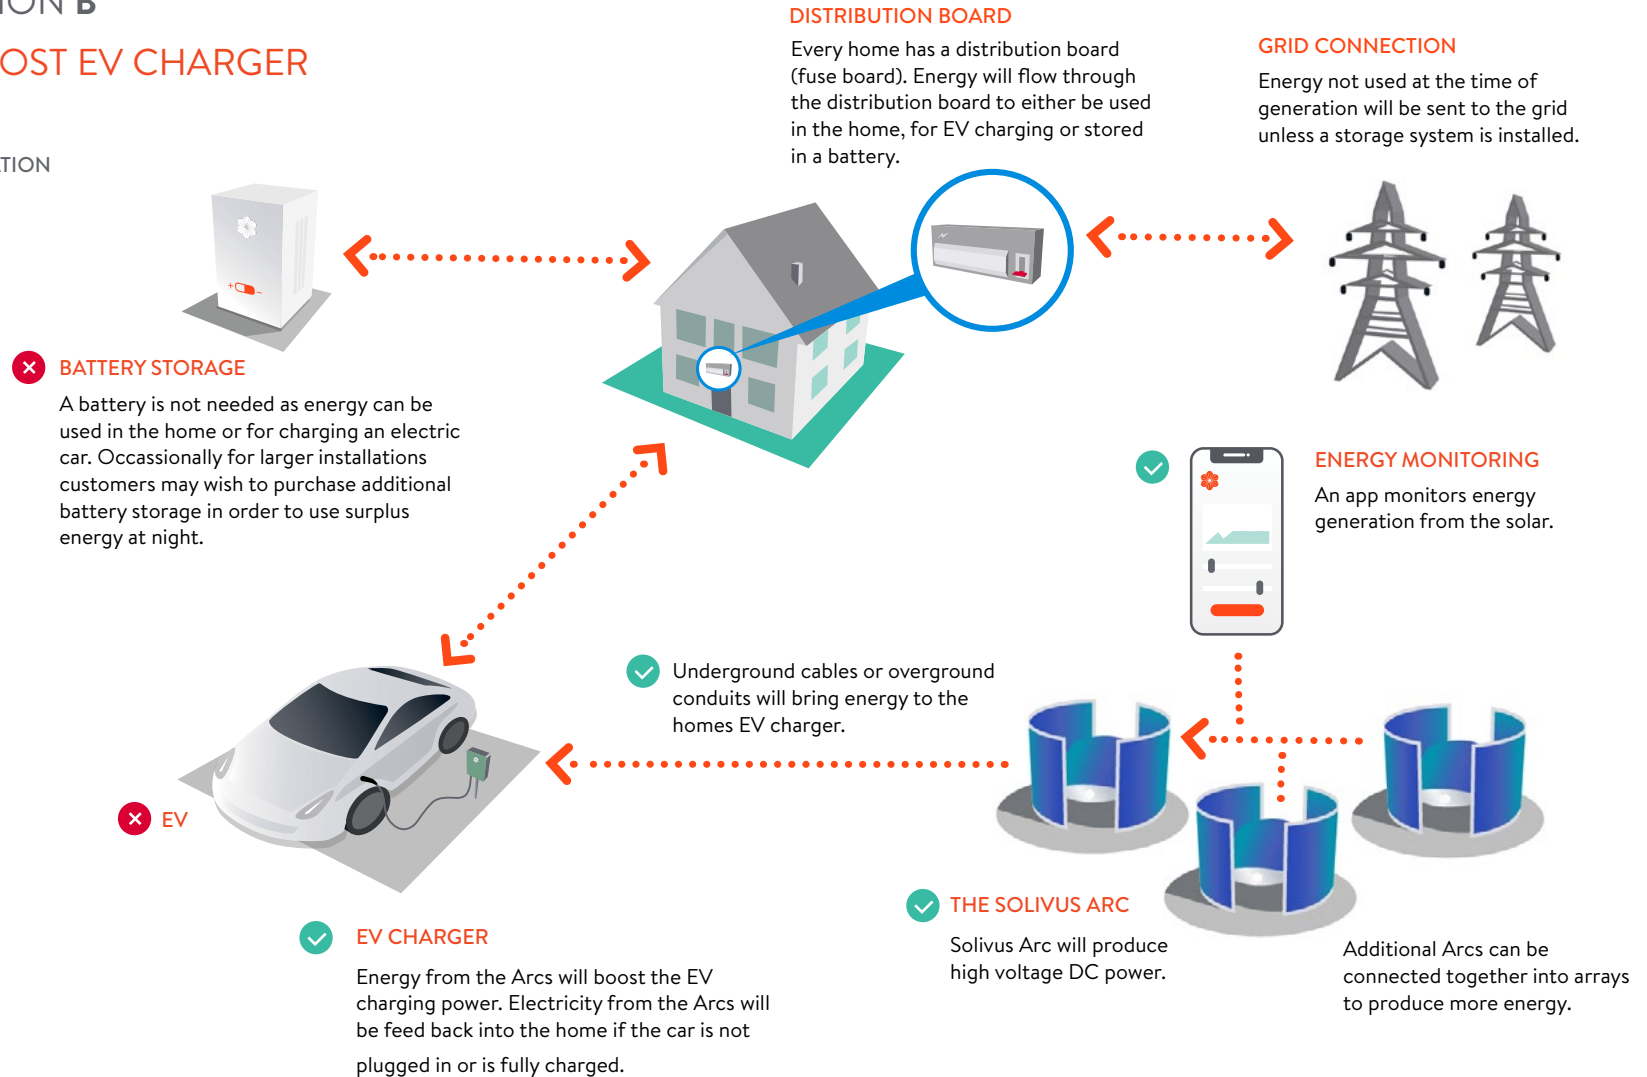 ION B
OOST EV CHARGER
ATION
DISTRIBUTION BOARD
Every home has a distribution board
(fuse board). Energy will flow through
the distribution board to either be used
in the home, for EV charging or stored
in a battery.
GRID CONNECTION
Energy not used at the time of
generation will be sent to the grid
unless a storage system is installed.
BATTERY STORAGE
A battery is not needed as energy can be
used in the home or for charging an electric
car. Occassionally for larger installations
customers may wish to purchase additional
battery storage in order to use surplus
energy at night.
ENERGY MONITORING
An app monitors energy
generation from the solar.
Underground cables or overground
conduits will bring energy to the
homes EV charger.
EV
THE SOLIVUS ARC
Solivus Arc will produce
high voltage DC power.
EV CHARGER
Energy from the Arcs will boost the EV
charging power. Electricity from the Arcs will
be feed back into the home if the car is not
plugged in or is fully charged.
Additional Arcs can be
connected together into arrays
to produce more energy.